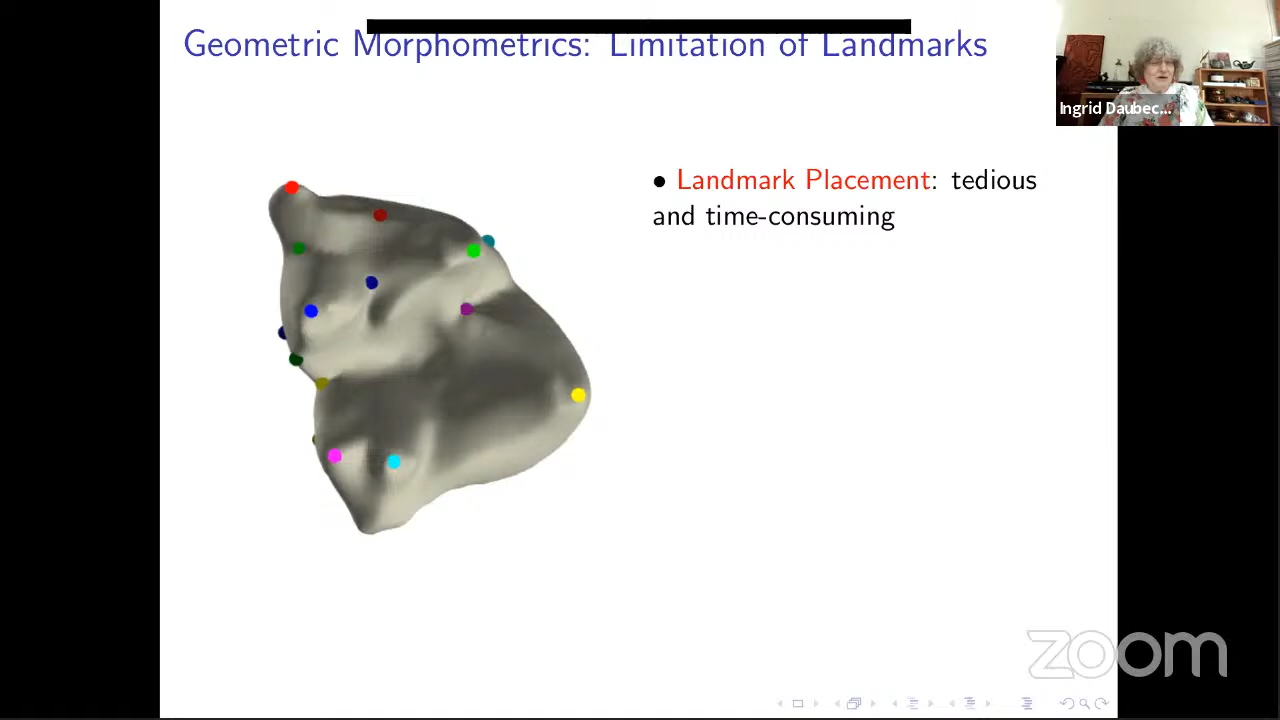 Geometric Morphometrics: Limitation of Landmarks
Ingrid Daubec...
• Landmark Placement: tedious
and time-consuming
zoom